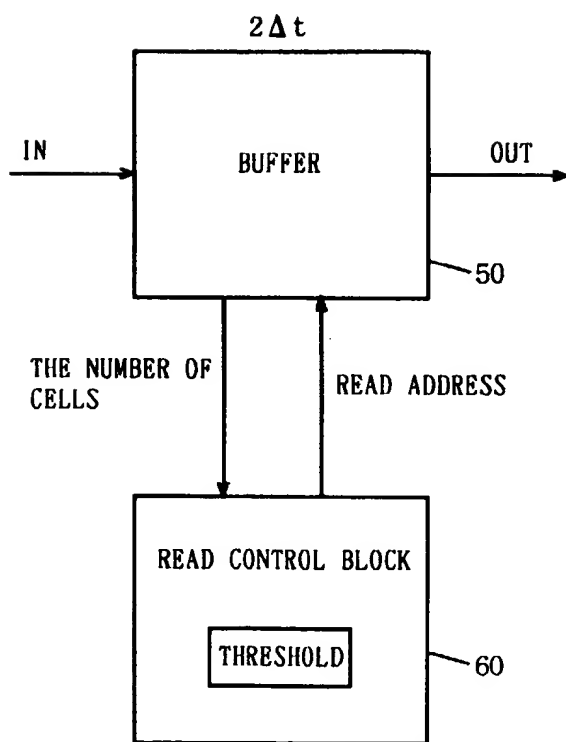 2Δt
IN
BUFFER
OUT
50
THE NUMBER OF
CELLS
READ ADDRESS
READ CONTROL BLOCK
THRESHOLD
60